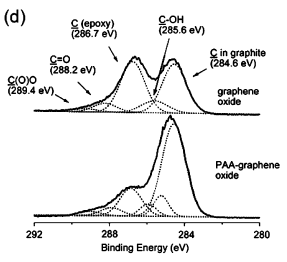 (d)
C (epoxy)
(286.7 eV)
C-OH
(285.6 eV)
C=O
(288.2 eV)
C(O)O
(289.4 eV)
C in graphite
(284.6 eV)
graphene
oxide
PAA-graphene
oxide
292 288 284 280
Binding Energy (eV)